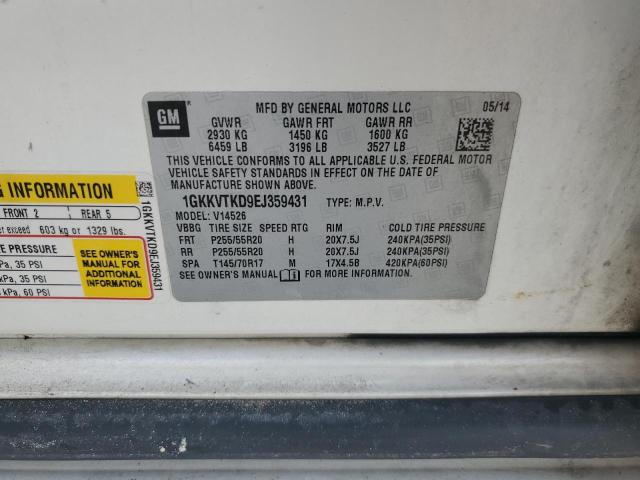 GM
MFD BY GENERAL MOTORS LLC
05/14
GVWR GAWR FRT GAWR RR
2930 KG 1450 KG 1600 KG
6459 LB 3196 LB 3527 LB
THIS VEHICLE CONFORMS TO ALL APPLICABLE U.S. FEDERAL MOTOR
VEHICLE SAFETY STANDARDS IN EFFECT ON THE DATE OF
MANUFACTURE SHOWN ABOVE.
1GKKVTKD9EJ359431 TYPE: M.P.V.
MODEL: V14526
VBBG TIRE SIZE SPEED RTG RIM COLD TIRE PRESSURE
FRT P255/55R20 H 20X7.5J 240KPA(35PSI)
RR P255/55R20 H 20X7.5J 240KPA(35PSI)
SPA T145/70R17 M 17X4.5B 420KPA(60PSI)
SEE OWNER'S MANUAL FOR MORE INFORMATION.
G INFORMATION
FRONT 2 REAR 5
exceed 603 kg or 1329 lbs.
E PRESSURE
Pa, 35 PSI
kPa, 35 PSI
kPa, 60 PSI
SEE OWNER'S
MANUAL FOR
ADDITIONAL
INFORMATION
1GKKVTKD9EJ359431